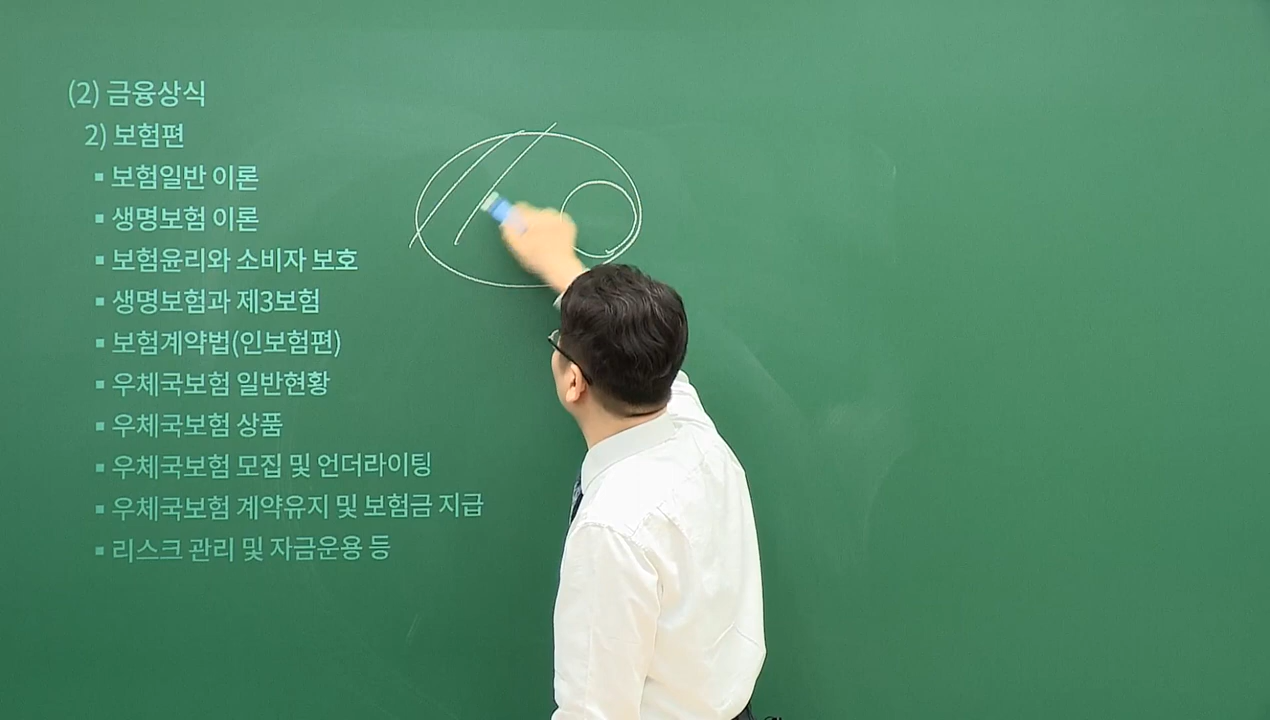 (2) 금융상식
2) 보험편
▪ 보험일반 이론
▪ 생명보험 이론
▪ 보험윤리와 소비자 보호
▪ 생명보험과 제3보험
▪ 보험계약법(인보험편)
▪ 우체국보험 일반현황
▪ 우체국보험 상품
▪ 우체국보험 모집 및 언더라이팅
▪ 우체국보험 계약유지 및 보험금 지급
▪ 리스크 관리 및 자금운용 등